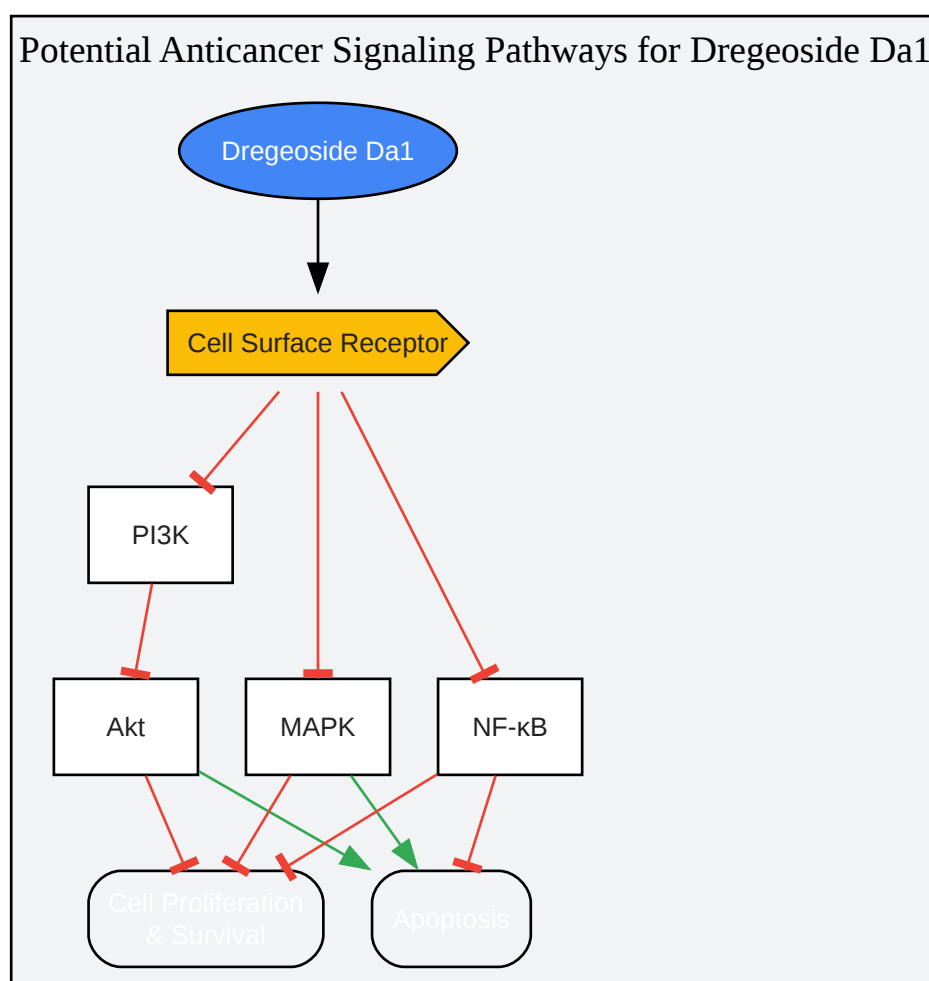 Potential Anticancer Signaling Pathways for Dregeoside Da1
Dregeoside Da1
Cell Surface Receptor
PI3K
Akt
MAPK
NF-κB
Cell Proliferation
& Survival
Apoptosis